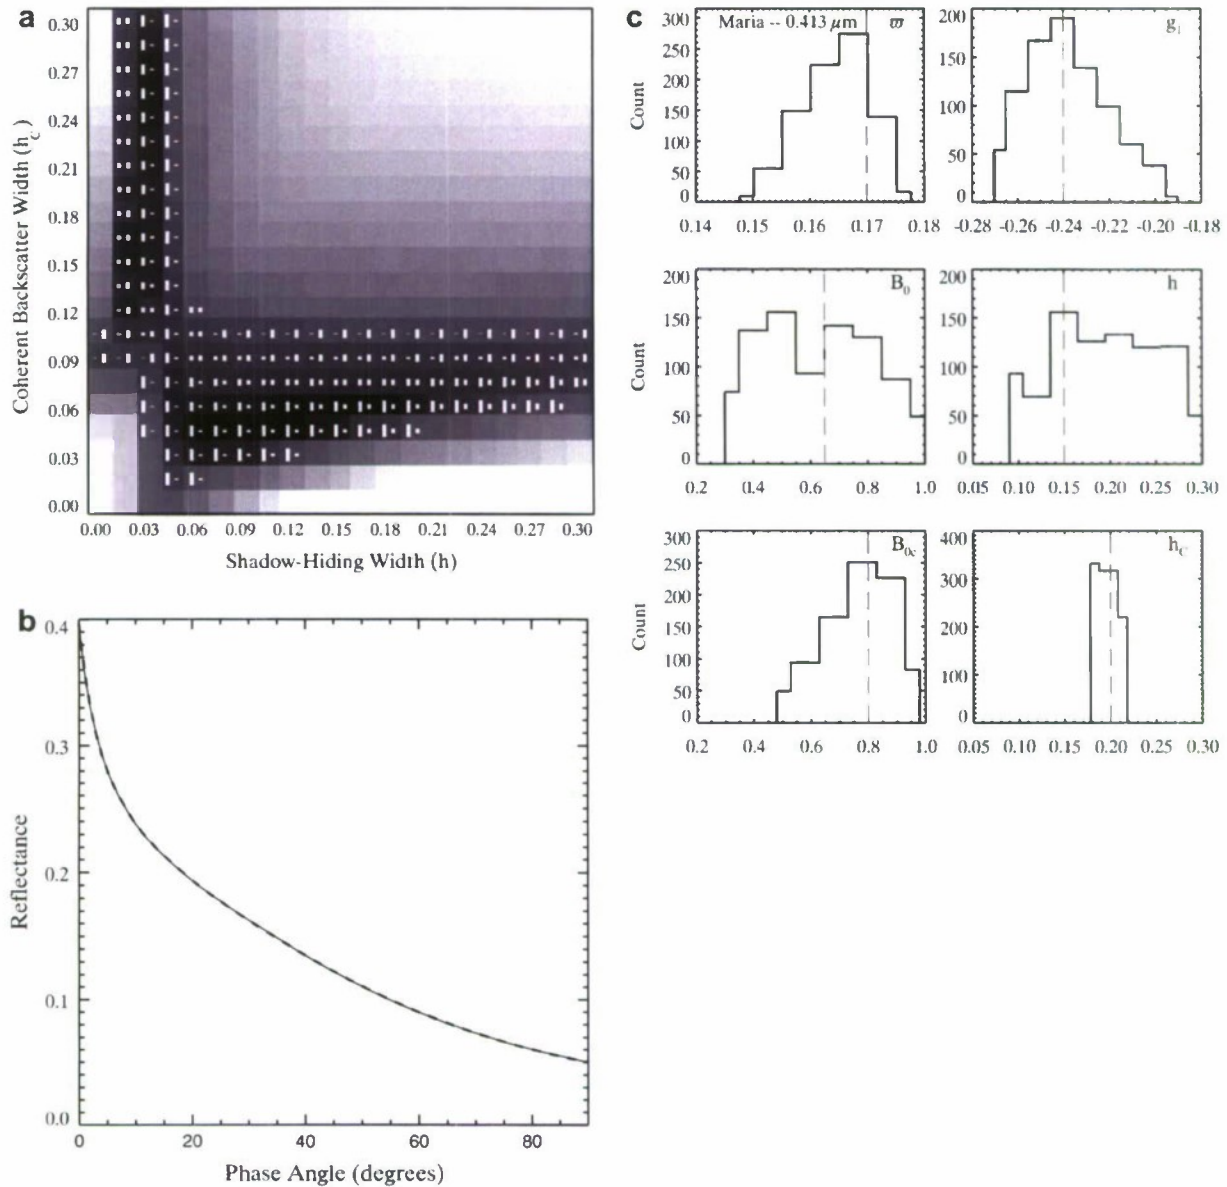 a
0.30
0.27
0.24
0.21
0.18
0.15
0.12
0.09
0.06
0.03
0.00
Coherent Backscatter Width (h_C)
0.00 0.03 0.06 0.09 0.12 0.15 0.18 0.21 0.24 0.27 0.30
Shadow-Hiding Width (h)
b
0.4
0.3
0.2
0.1
0.0
Reflectance
0 20 40 60 80
Phase Angle (degrees)
c
Maria -- 0.413 μm ϖ
300
250
200
150
100
50
0
Count
0.14 0.15 0.16 0.17 0.18
g₁
200
150
100
50
0
-0.28 -0.26 -0.24 -0.22 -0.20 -0.18
B₀
200
150
100
50
0
Count
0.2 0.4 0.6 0.8 1.0
h
200
150
100
50
0
0.05 0.10 0.15 0.20 0.25 0.30
B₀c
300
250
200
150
100
50
0
Count
0.2 0.4 0.6 0.8 1.0
h_C
400
300
200
100
0
0.05 0.10 0.15 0.20 0.25 0.30